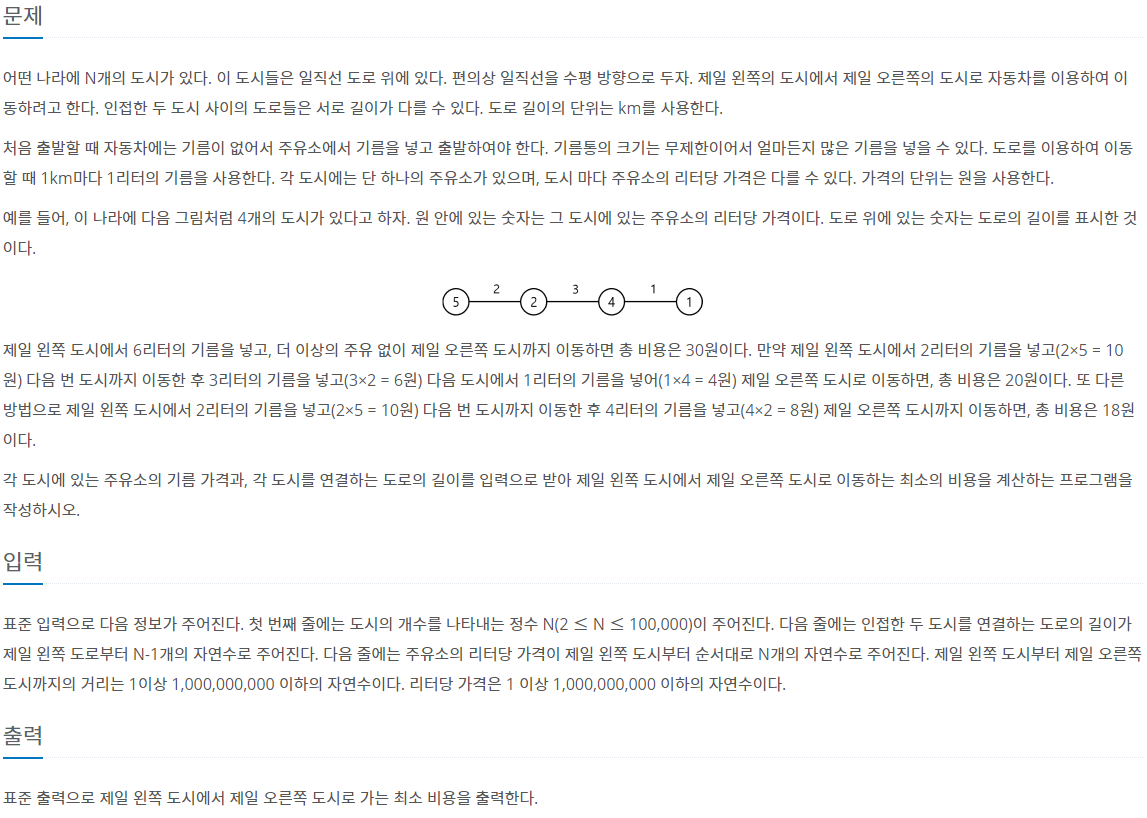 문제
어떤 나라에 N개의 도시가 있다. 이 도시들은 일직선 도로 위에 있다. 편의상 일직선을 수평 방향으로 두자. 제일 왼쪽의 도시에서 제일 오른쪽의 도시로 자동차를 이용하여 이
동하려고 한다. 인접한 두 도시 사이의 도로들은 서로 길이가 다를 수 있다. 도로 길이의 단위는 km를 사용한다.
처음 출발할 때 자동차에는 기름이 없어서 주유소에서 기름을 넣고 출발하여야 한다. 기름통의 크기는 무제한이어서 얼마든지 많은 기름을 넣을 수 있다. 도로를 이용하여 이동
할 때 1km마다 1리터의 기름을 사용한다. 각 도시에는 단 하나의 주유소가 있으며, 도시 마다 주유소의 리터당 가격은 다를 수 있다. 가격의 단위는 원을 사용한다.
예를 들어, 이 나라에 다음 그림처럼 4개의 도시가 있다고 하자. 원 안에 있는 숫자는 그 도시에 있는 주유소의 리터당 가격이다. 도로 위에 있는 숫자는 도로의 길이를 표시한 것
이다.
2 3 1
5 2 4 1
제일 왼쪽 도시에서 6리터의 기름을 넣고, 더 이상의 주유 없이 제일 오른쪽 도시까지 이동하면 총 비용은 30원이다. 만약 제일 왼쪽 도시에서 2리터의 기름을 넣고(2×5 = 10
원) 다음 번 도시까지 이동한 후 3리터의 기름을 넣고(3×2 = 6원) 다음 도시에서 1리터의 기름을 넣어(1×4 = 4원) 제일 오른쪽 도시로 이동하면, 총 비용은 20원이다. 또 다른
방법으로 제일 왼쪽 도시에서 2리터의 기름을 넣고(2×5 = 10원) 다음 번 도시까지 이동한 후 4리터의 기름을 넣고(4×2 = 8원) 제일 오른쪽 도시까지 이동하면, 총 비용은 18원
이다.
각 도시에 있는 주유소의 기름 가격과, 각 도시를 연결하는 도로의 길이를 입력으로 받아 제일 왼쪽 도시에서 제일 오른쪽 도시로 이동하는 최소의 비용을 계산하는 프로그램을
작성하시오.
입력
표준 입력으로 다음 정보가 주어진다. 첫 번째 줄에는 도시의 개수를 나타내는 정수 N(2 ≤ N ≤ 100,000)이 주어진다. 다음 줄에는 인접한 두 도시를 연결하는 도로의 길이가
제일 왼쪽 도로부터 N-1개의 자연수로 주어진다. 다음 줄에는 주유소의 리터당 가격이 제일 왼쪽 도시부터 순서대로 N개의 자연수로 주어진다. 제일 왼쪽 도시부터 제일 오른쪽
도시까지의 거리는 1이상 1,000,000,000 이하의 자연수이다. 리터당 가격은 1 이상 1,000,000,000 이하의 자연수이다.
출력
표준 출력으로 제일 왼쪽 도시에서 제일 오른쪽 도시로 가는 최소 비용을 출력한다.